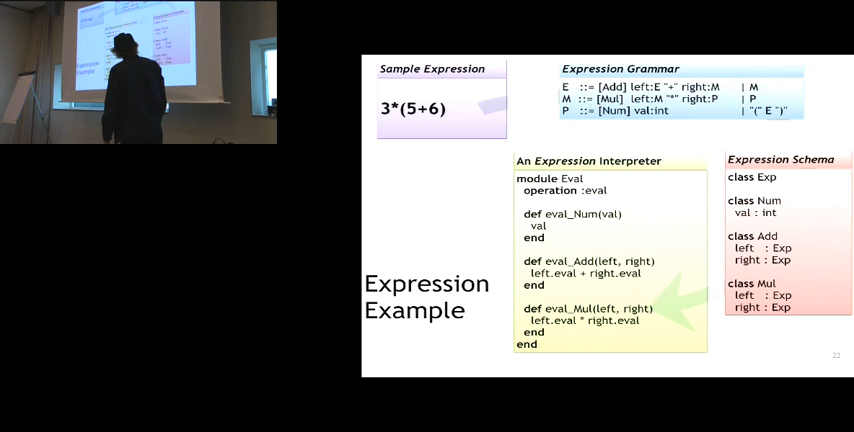 Sample Expression
3*(5+6)
Expression Grammar
E ::= [Add] left:E "+" right:M | M
M ::= [Mul] left:M "*" right:P | P
P ::= [Num] val:int | "(" E ")"
An Expression Interpreter
module Eval
operation :eval
def eval_Num(val)
val
end
def eval_Add(left, right)
left.eval + right.eval
end
def eval_Mul(left, right)
left.eval * right.eval
end
end
Expression Schema
class Exp
class Num
val : int
class Add
left : Exp
right : Exp
class Mul
left : Exp
right : Exp
Expression
Example
22
Expression
Example